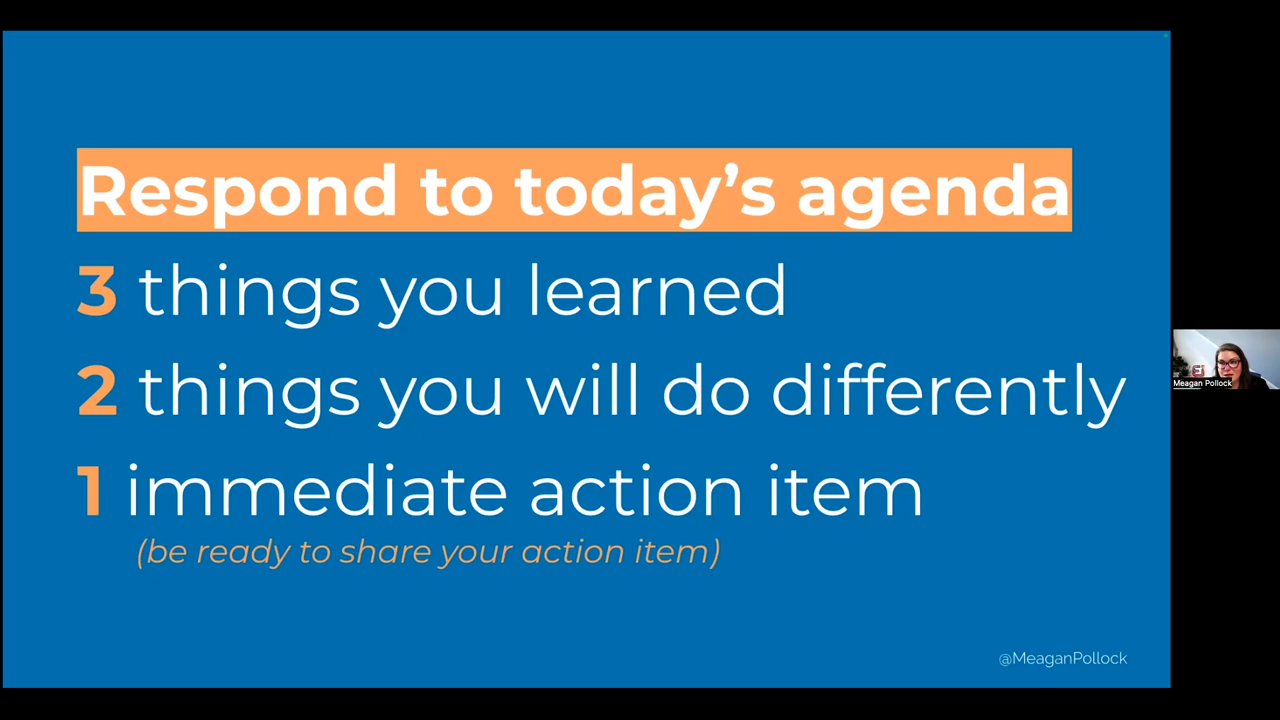 Respond to today’s agenda
3 things you learned
2 things you will do differently
1 immediate action item
(be ready to share your action item)
@MeaganPollock
Meagan Pollock